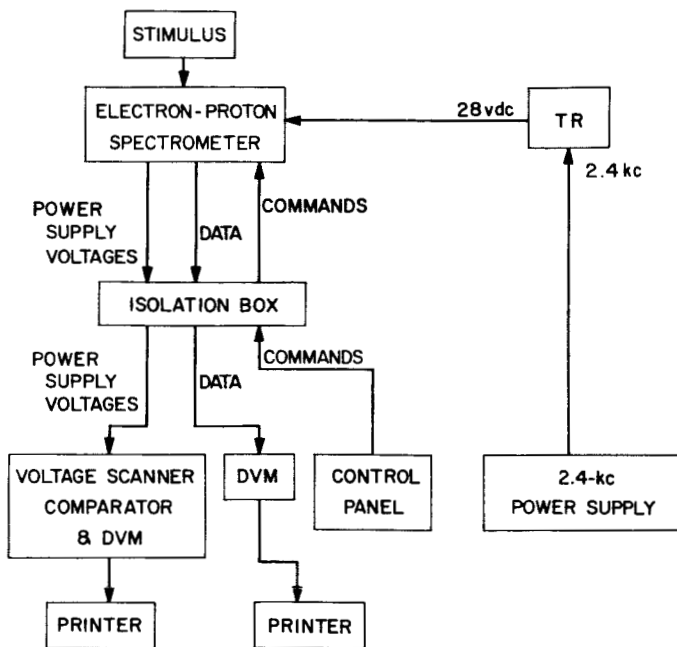 STIMULUS
ELECTRON-PROTON
SPECTROMETER
28vdc
TR
2.4 kc
POWER
SUPPLY
VOLTAGES
DATA
COMMANDS
ISOLATION BOX
POWER
SUPPLY
VOLTAGES
DATA
COMMANDS
VOLTAGE SCANNER
COMPARATOR
& DVM
DVM
CONTROL
PANEL
2.4-kc
POWER SUPPLY
PRINTER
PRINTER